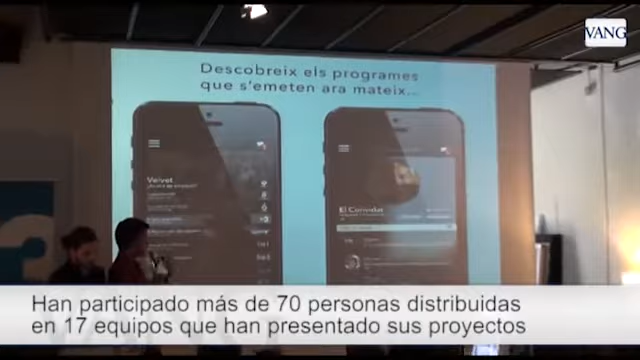 VANG
Descobreix els programes
que s'emeten ara mateix...
Velvet
El Convidat
Han participado más de 70 personas distribuidas
en 17 equipos que han presentado sus proyectos